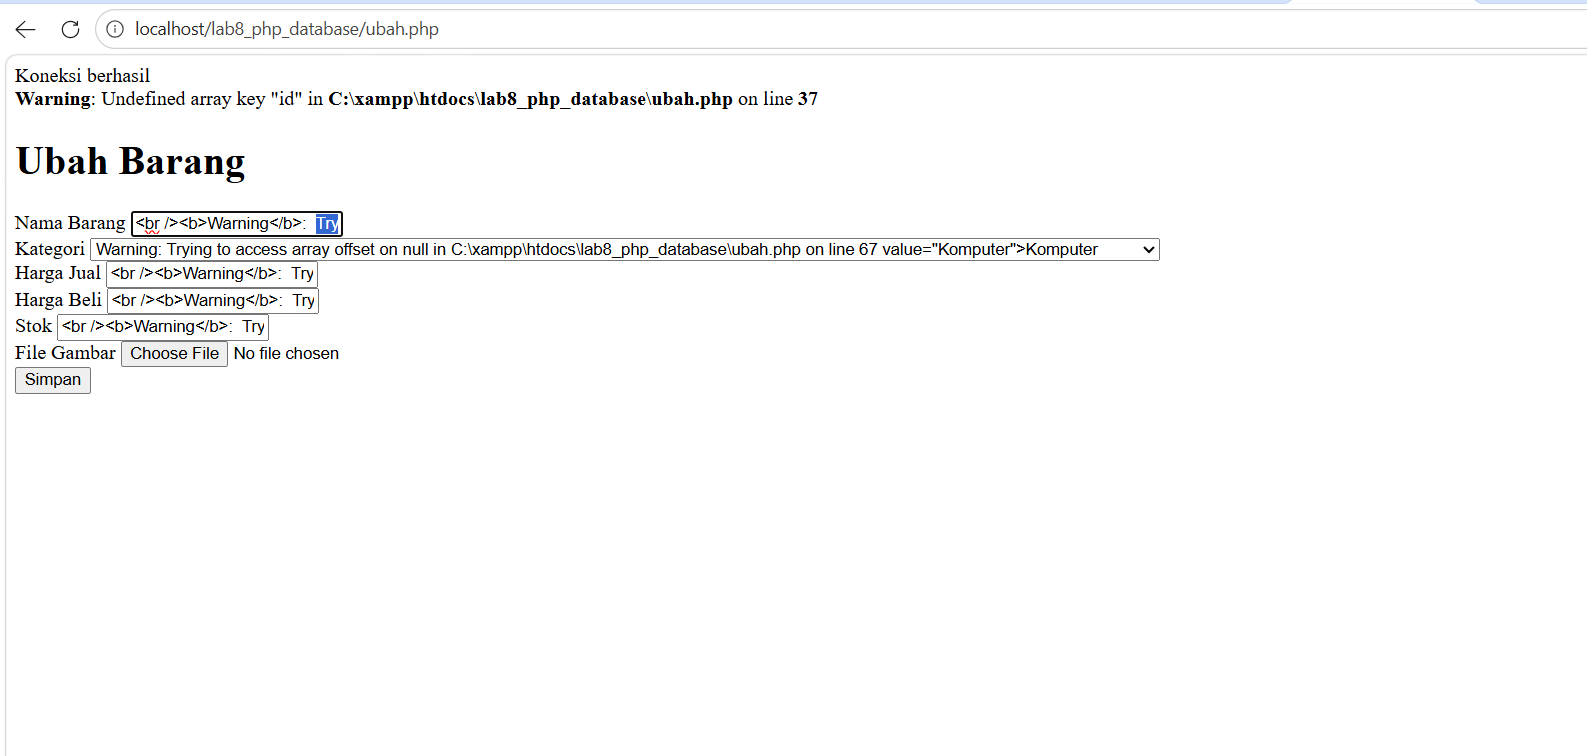 localhost/lab8_php_database/ubah.php
Koneksi berhasil
Warning: Undefined array key "id" in C:\xampp\htdocs\lab8_php_database\ubah.php on line 37
Ubah Barang
Nama Barang <br /><b>Warning</b>:  Try
Kategori Warning: Trying to access array offset on null in C:\xampp\htdocs\lab8_php_database\ubah.php on line 67 value="Komputer">Komputer
Harga Jual <br /><b>Warning</b>:  Try
Harga Beli <br /><b>Warning</b>:  Try
Stok <br /><b>Warning</b>:  Try
File Gambar Choose File No file chosen
Simpan